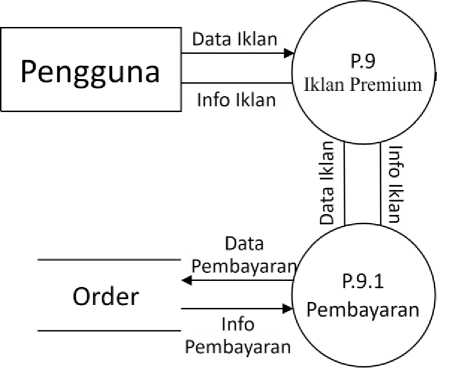 Data Iklan
Pengguna
Info Iklan
P.9
Iklan Premium
Data Iklan
Info Iklan
Data
Pembayaran
Order
Info
Pembayaran
P.9.1
Pembayaran